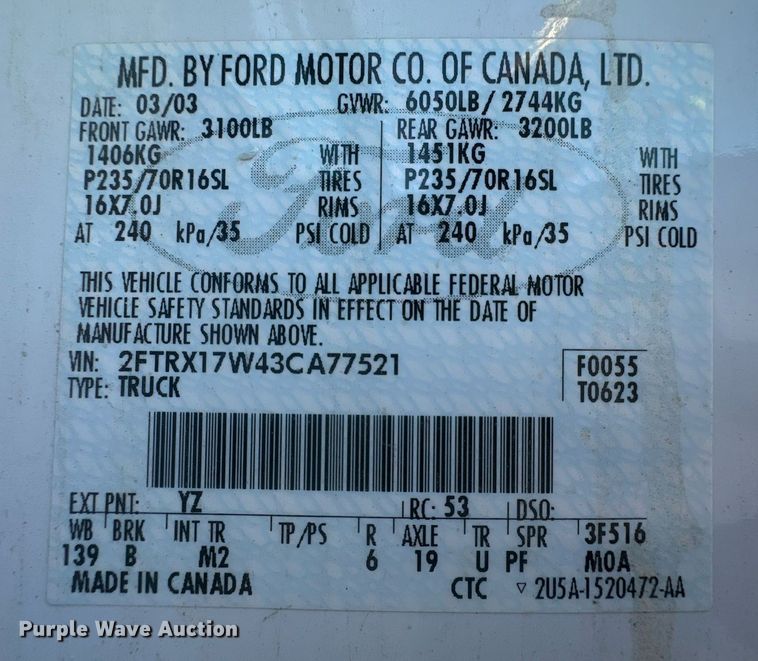 MFD. BY FORD MOTOR CO. OF CANADA, LTD.
DATE: 03/03 GVWR: 6050LB/ 2744KG
FRONT GAWR: 3100LB REAR GAWR: 3200LB
1406KG WITH 1451KG WITH
P235/70R16SL TIRES P235/70R16SL TIRES
16X7.0J RIMS 16X7.0J RIMS
AT 240 kPa/35 PSI COLD AT 240 kPa/35 PSI COLD
Ford
THIS VEHICLE CONFORMS TO ALL APPLICABLE FEDERAL MOTOR
VEHICLE SAFETY STANDARDS IN EFFECT ON THE DATE OF
MANUFACTURE SHOWN ABOVE.
VIN: 2FTRX17W43CA77521 F0055
TYPE: TRUCK T0623
EXT PNT: YZ RC: 53 DSO:
WB BRK INT TR TP/PS R AXLE TR SPR 3F516
139 B M2 6 19 U PF MOA
MADE IN CANADA CTC ▽ 2U5A-1520472-AA
Purple Wave Auction